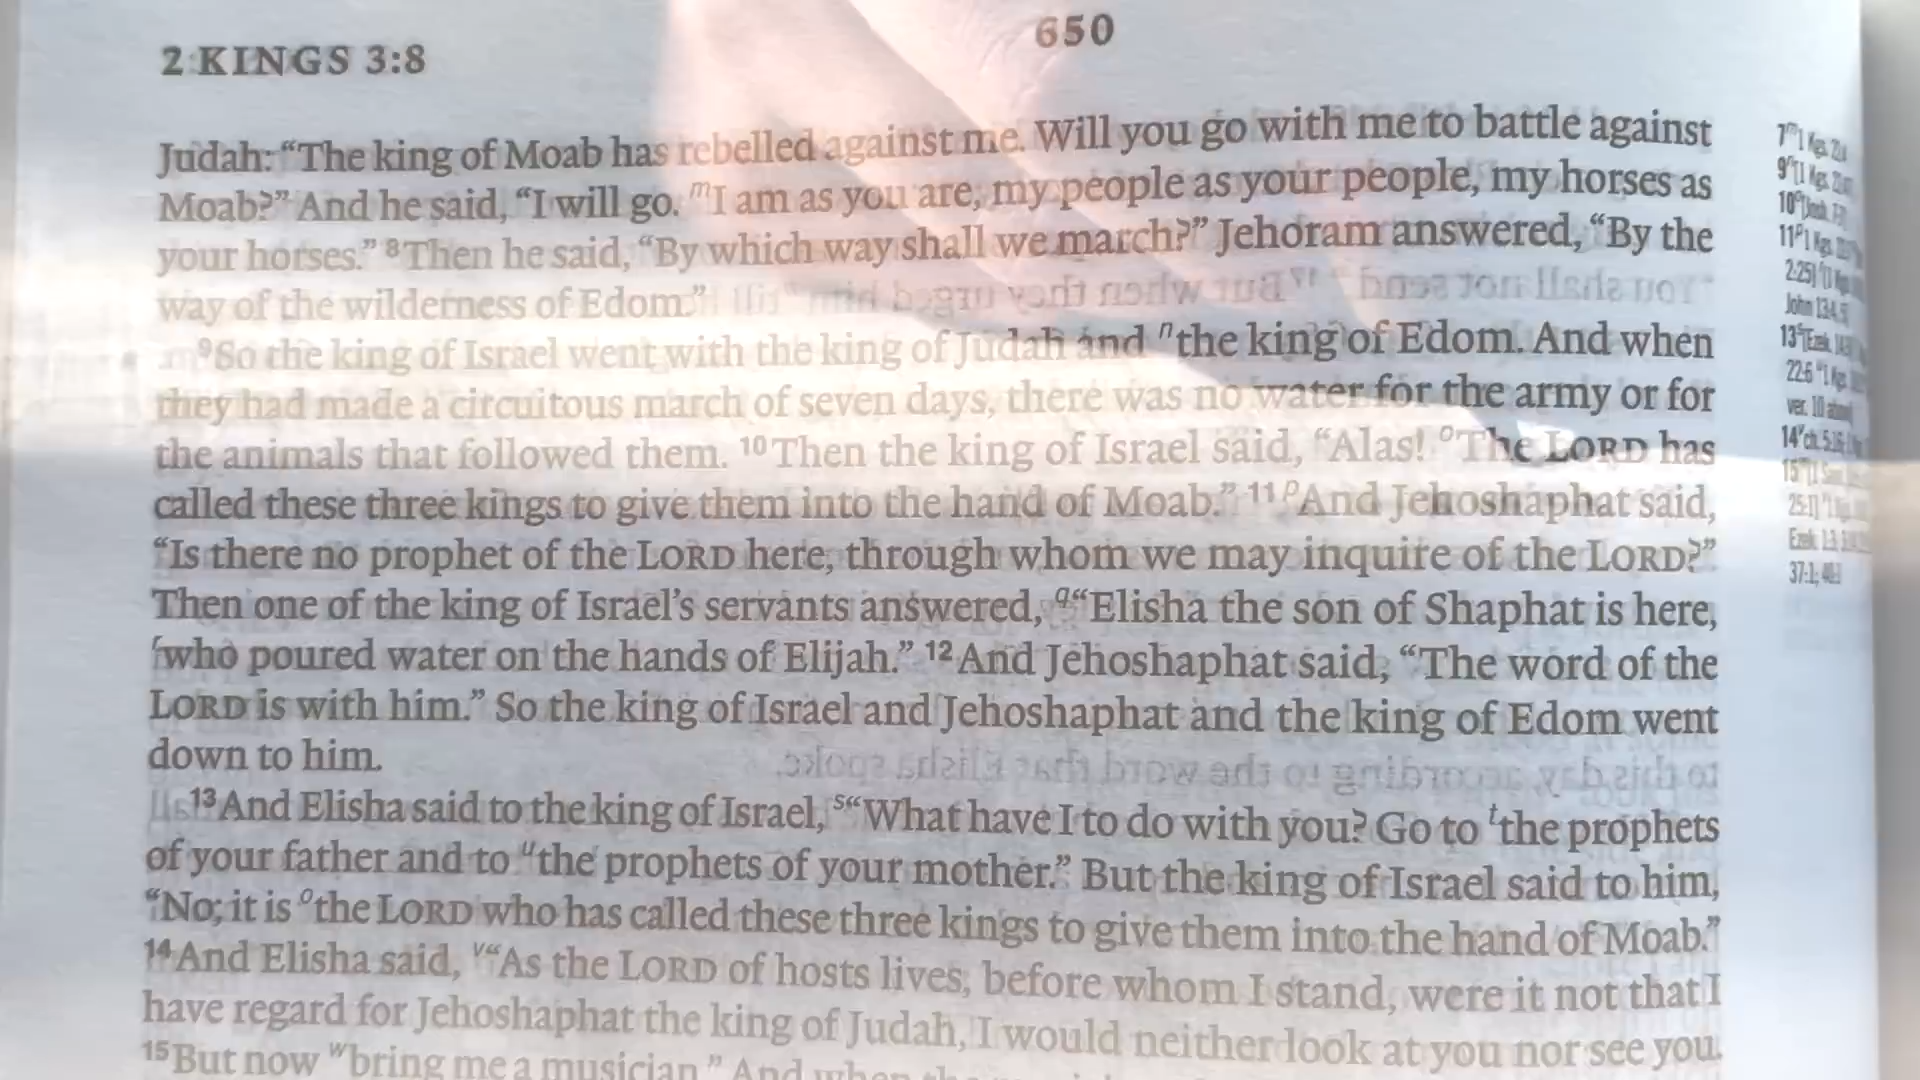 2 KINGS 3:8
650
Judah: “The king of Moab has rebelled against me. Will you go with me to battle against
Moab?” And he said, “I will go. ᵐI am as you are, my people as your people, my horses as
your horses.” ⁸Then he said, “By which way shall we march?” Jehoram answered, “By the
way of the wilderness of Edom.”
⁹So the king of Israel went with the king of Judah and ⁿthe king of Edom. And when
they had made a circuitous march of seven days, there was no water for the army or for
the animals that followed them. ¹⁰Then the king of Israel said, “Alas! ᵒThe LORD has
called these three kings to give them into the hand of Moab.” ¹¹ᵖAnd Jehoshaphat said,
“Is there no prophet of the LORD here, through whom we may inquire of the LORD?”
Then one of the king of Israel’s servants answered, q“Elisha the son of Shaphat is here,
ʳwho poured water on the hands of Elijah.” ¹²And Jehoshaphat said, “The word of the
LORD is with him.” So the king of Israel and Jehoshaphat and the king of Edom went
down to him.
¹³And Elisha said to the king of Israel, ˢ“What have I to do with you? Go to ᵗthe prophets
of your father and to ᵘthe prophets of your mother.” But the king of Israel said to him,
“No; it is ᵒthe LORD who has called these three kings to give them into the hand of Moab.”
¹⁴And Elisha said, ᵛ“As the LORD of hosts lives, before whom I stand, were it not that I
have regard for Jehoshaphat the king of Judah, I would neither look at you nor see you.
¹⁵But now ʷbring me a musician.” And when the